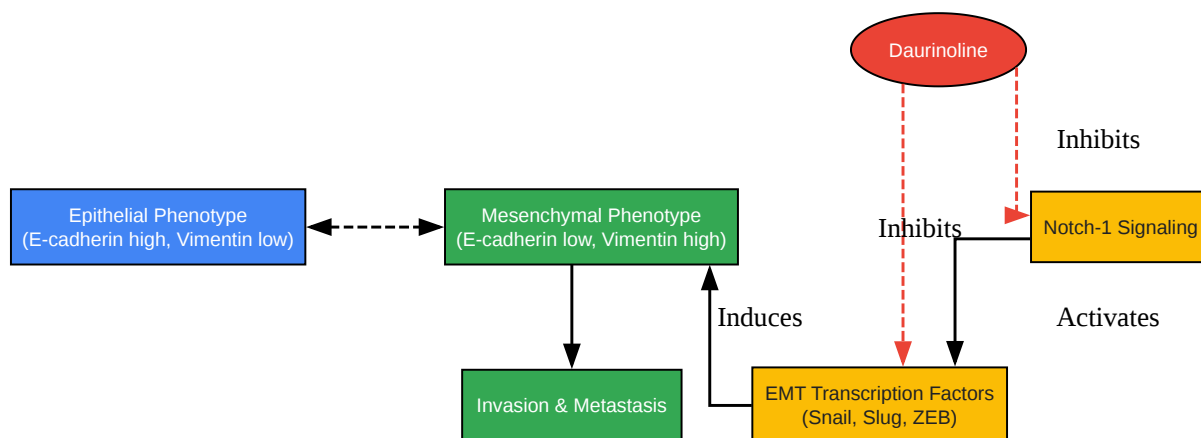 Daurinoline
Inhibits
Epithelial Phenotype
(E-cadherin high, Vimentin low)
Mesenchymal Phenotype
(E-cadherin low, Vimentin high)
Inhibits
Notch-1 Signaling
Induces
Activates
Invasion & Metastasis
EMT Transcription Factors
(Snail, Slug, ZEB)